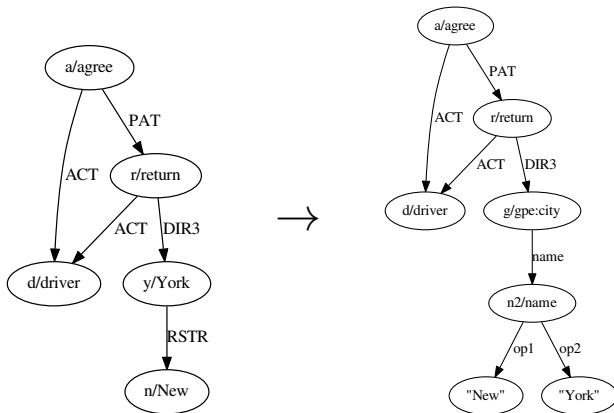 a/agree
PAT
ACT
r/return
ACT
DIR3
d/driver
y/York
RSTR
n/New
→
a/agree
PAT
ACT
r/return
ACT
DIR3
d/driver
g/gpe:city
name
n2/name
op1
op2
"New"
"York"